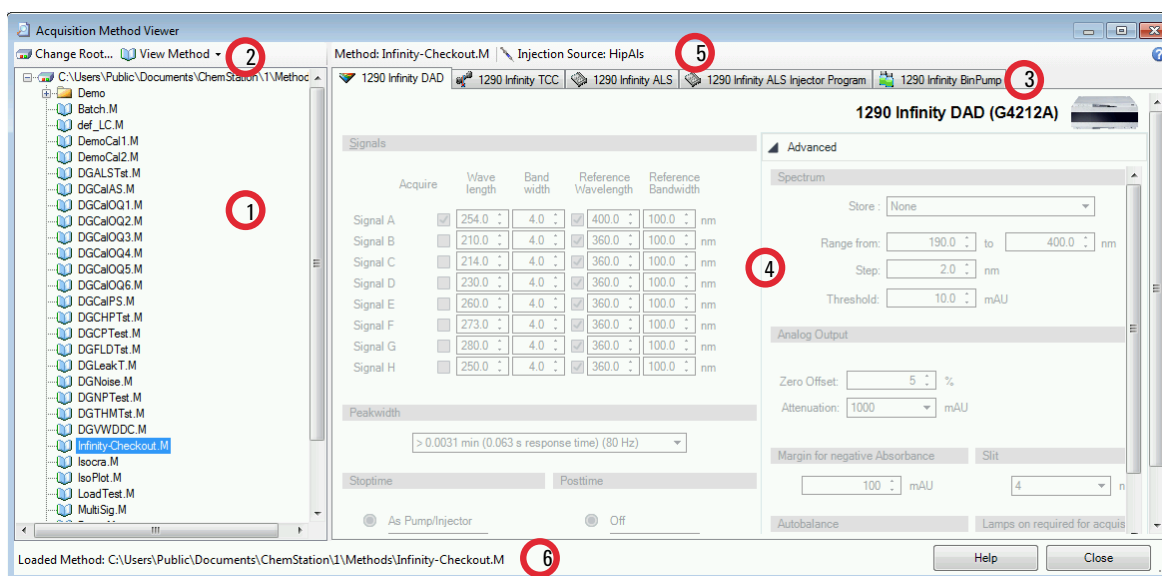 Acquisition Method Viewer
Change Root... View Method 2 Method: Infinity-Checkout.M Injection Source: HipAls 5
C:\Users\Public\Documents\ChemStation\1\Methoc
Demo
Batch.M
def_LC.M
DemoCal1.M
DemoCal2.M
DGALSTst.M
DGCalAS.M
DGCalOQ1.M
DGCalOQ2.M
DGCalOQ3.M
DGCalOQ4.M
DGCalOQ5.M
DGCalOQ6.M
DGCalPS.M
DGCHPTst.M
DGCPTest.M
DGFLDTst.M
DGLeakT.M
DGNoise.M
DGNPTest.M
DGTHMTst.M
DGVWDDC.M
Infinity-Checkout.M
Isocra.M
IsoPlot.M
LoadTest.M
MultiSig.M
1
1290 Infinity DAD 1290 Infinity TCC 1290 Infinity ALS 1290 Infinity ALS Injector Program 1290 Infinity BinPump 3
1290 Infinity DAD (G4212A)
Signals
Acquire Wave length Band width Reference Wavelength Reference Bandwidth
Signal A 254.0 4.0 400.0 100.0 nm
Signal B 210.0 4.0 360.0 100.0 nm
Signal C 214.0 4.0 360.0 100.0 nm
Signal D 230.0 4.0 360.0 100.0 nm
Signal E 260.0 4.0 360.0 100.0 nm
Signal F 273.0 4.0 360.0 100.0 nm
Signal G 280.0 4.0 360.0 100.0 nm
Signal H 250.0 4.0 360.0 100.0 nm
Peakwidth
> 0.0031 min (0.063 s response time) (80 Hz)
Stoptime Posttime
As Pump/Injector Off
Advanced
Spectrum
Store : None
Range from: 190.0 to 400.0 nm
4
Step: 2.0 nm
Threshold: 10.0 mAU
Analog Output
Zero Offset: 5 %
Attenuation: 1000 mAU
Margin for negative Absorbance Slit
100 mAU 4 n
Autobalance Lamps on required for acquis
Loaded Method: C:\Users\Public\Documents\ChemStation\1\Methods\Infinity-Checkout.M 6
Help Close